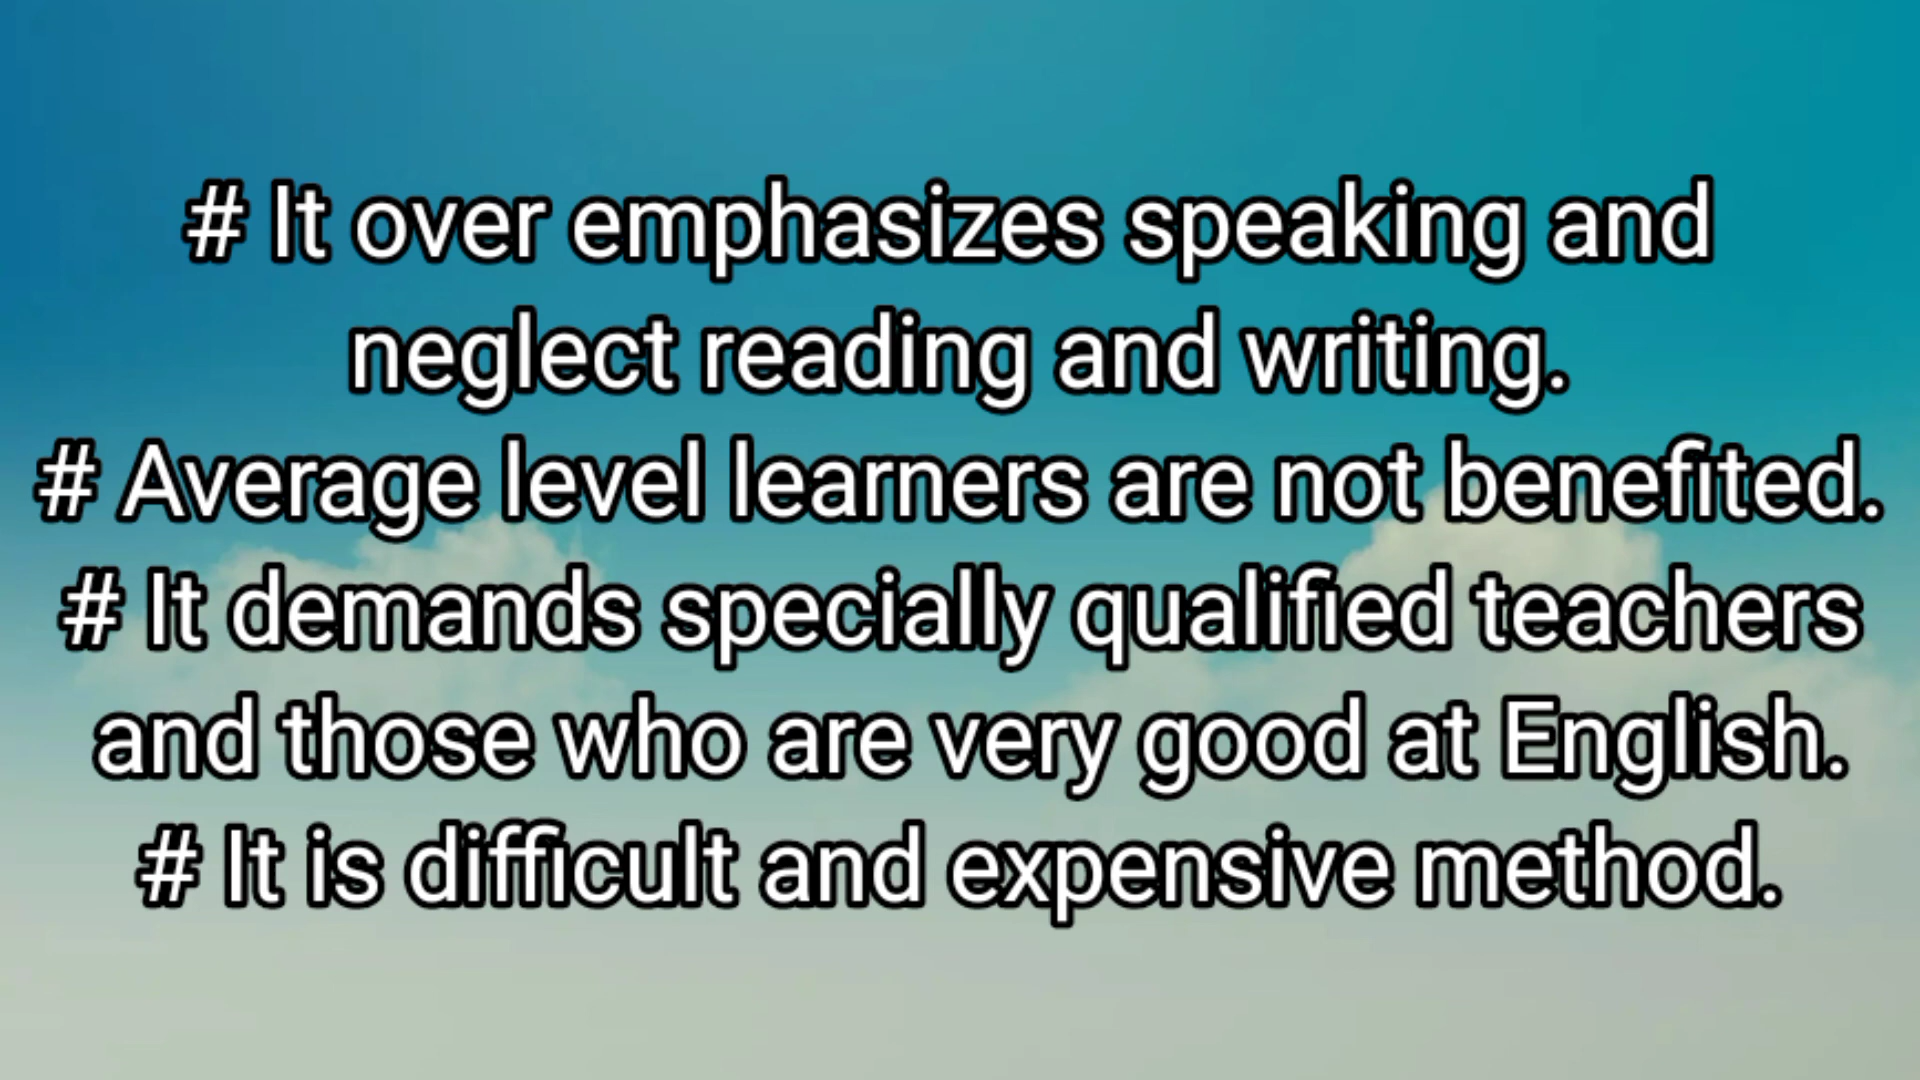 # It over emphasizes speaking and
neglect reading and writing.
# Average level learners are not benefited.
# It demands specially qualified teachers
and those who are very good at English.
# It is difficult and expensive method.